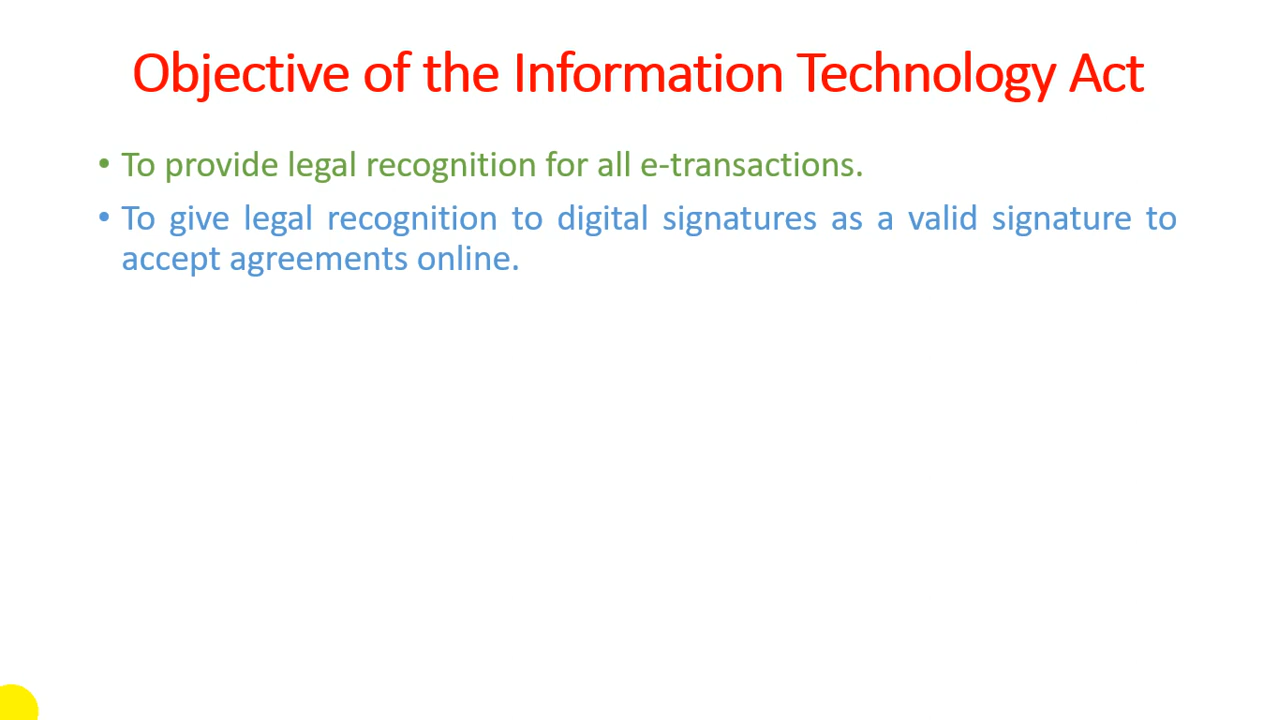 Objective of the Information Technology Act
• To provide legal recognition for all e-transactions.
• To give legal recognition to digital signatures as a valid signature to
accept agreements online.